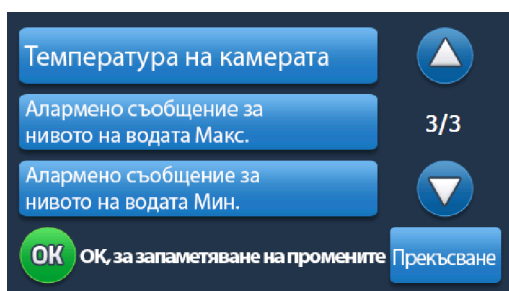 Температура на камерата
Алармено съобщение за
нивото на водата Макс.
3/3
Алармено съобщение за
нивото на водата Мин.
OK
ОК, за запаметяване на промените
Прекъсване